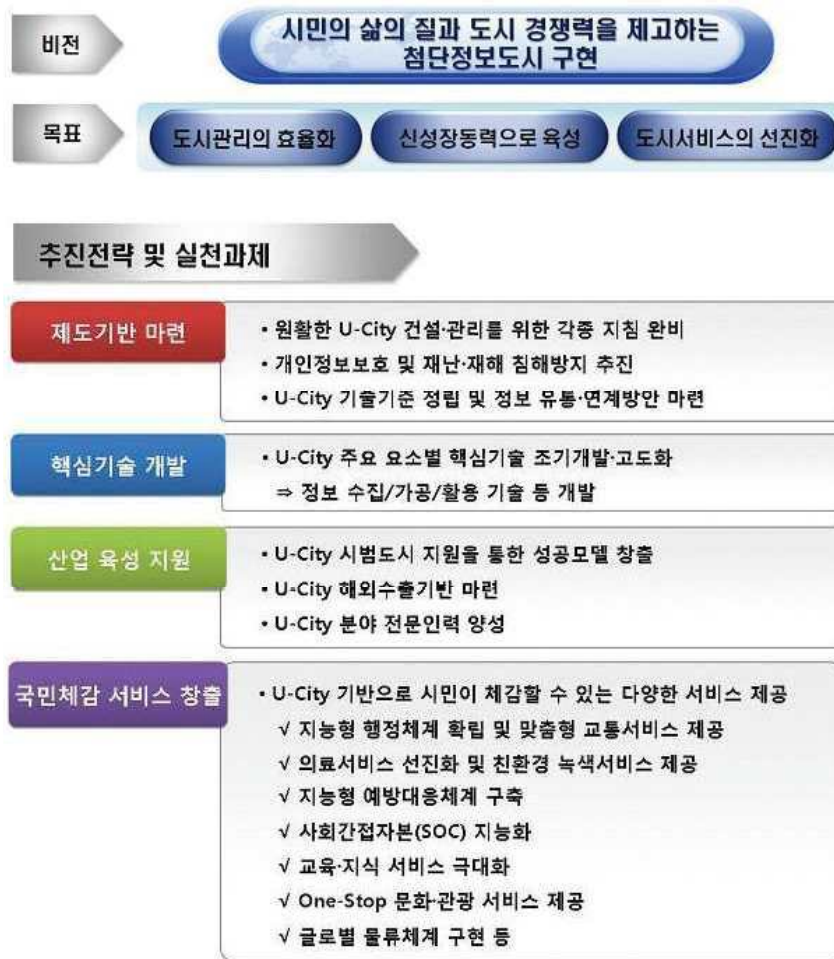 비전
시민의 삶의 질과 도시 경쟁력을 제고하는
첨단정보도시 구현
목표
도시관리의 효율화
신성장동력으로 육성
도시서비스의 선진화
추진전략 및 실천과제
제도기반 마련
• 원활한 U-City 건설·관리를 위한 각종 지침 완비
• 개인정보보호 및 재난·재해 침해방지 추진
• U-City 기술기준 정립 및 정보 유통·연계방안 마련
핵심기술 개발
• U-City 주요 요소별 핵심기술 조기개발·고도화
⇒ 정보 수집/가공/활용 기술 등 개발
산업 육성 지원
• U-City 시범도시 지원을 통한 성공모델 창출
• U-City 해외수출기반 마련
• U-City 분야 전문인력 양성
국민체감 서비스 창출
• U-City 기반으로 시민이 체감할 수 있는 다양한 서비스 제공
√ 지능형 행정체계 확립 및 맞춤형 교통서비스 제공
√ 의료서비스 선진화 및 친환경 녹색서비스 제공
√ 지능형 예방대응체계 구축
√ 사회간접자본(SOC) 지능화
√ 교육·지식 서비스 극대화
√ One-Stop 문화·관광 서비스 제공
√ 글로벌 물류체계 구현 등